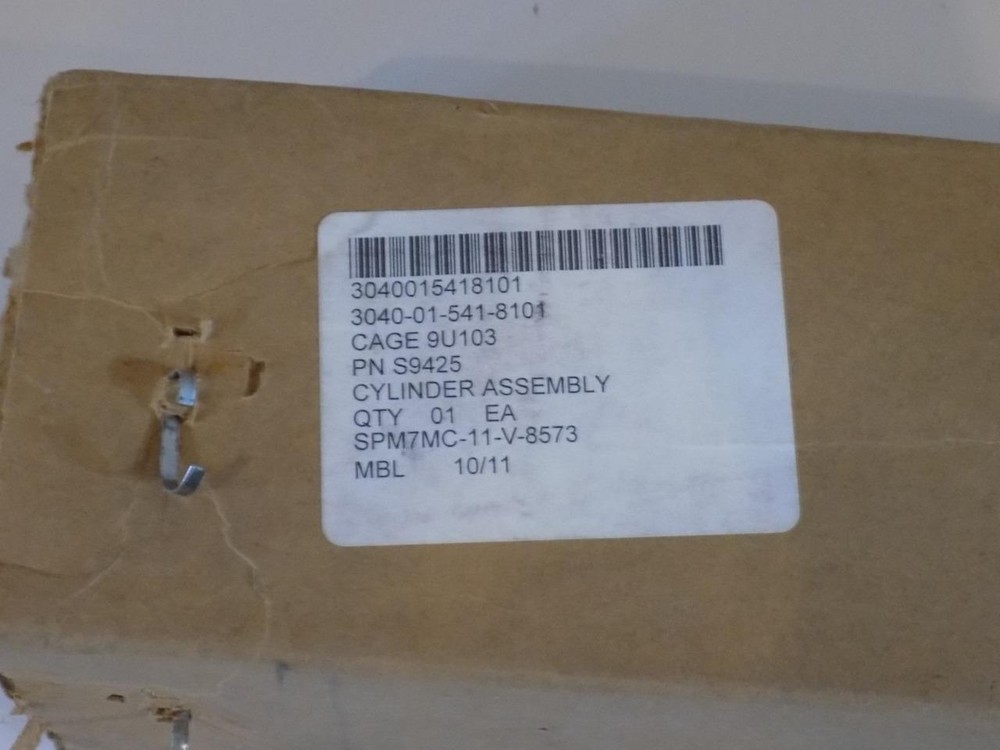 3040015418101
3040-01-541-8101
CAGE 9U103
PN S9425
CYLINDER ASSEMBLY
QTY 01 EA
SPM7MC-11-V-8573
MBL 10/11